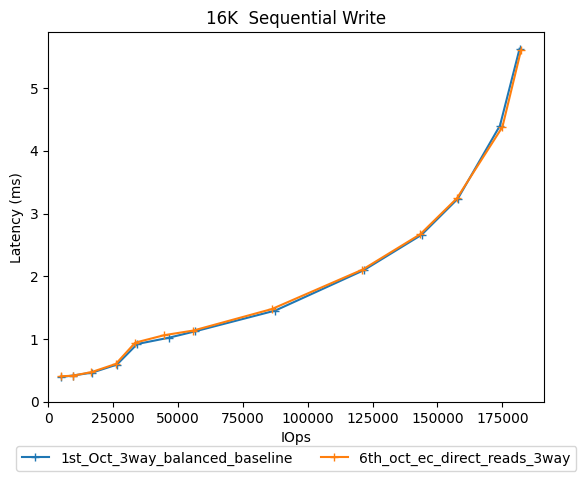 16K  Sequential Write
Latency (ms)
5
4
3
2
1
0
0 25000 50000 75000 100000 125000 150000 175000
IOps
1st_Oct_3way_balanced_baseline 6th_oct_ec_direct_reads_3way